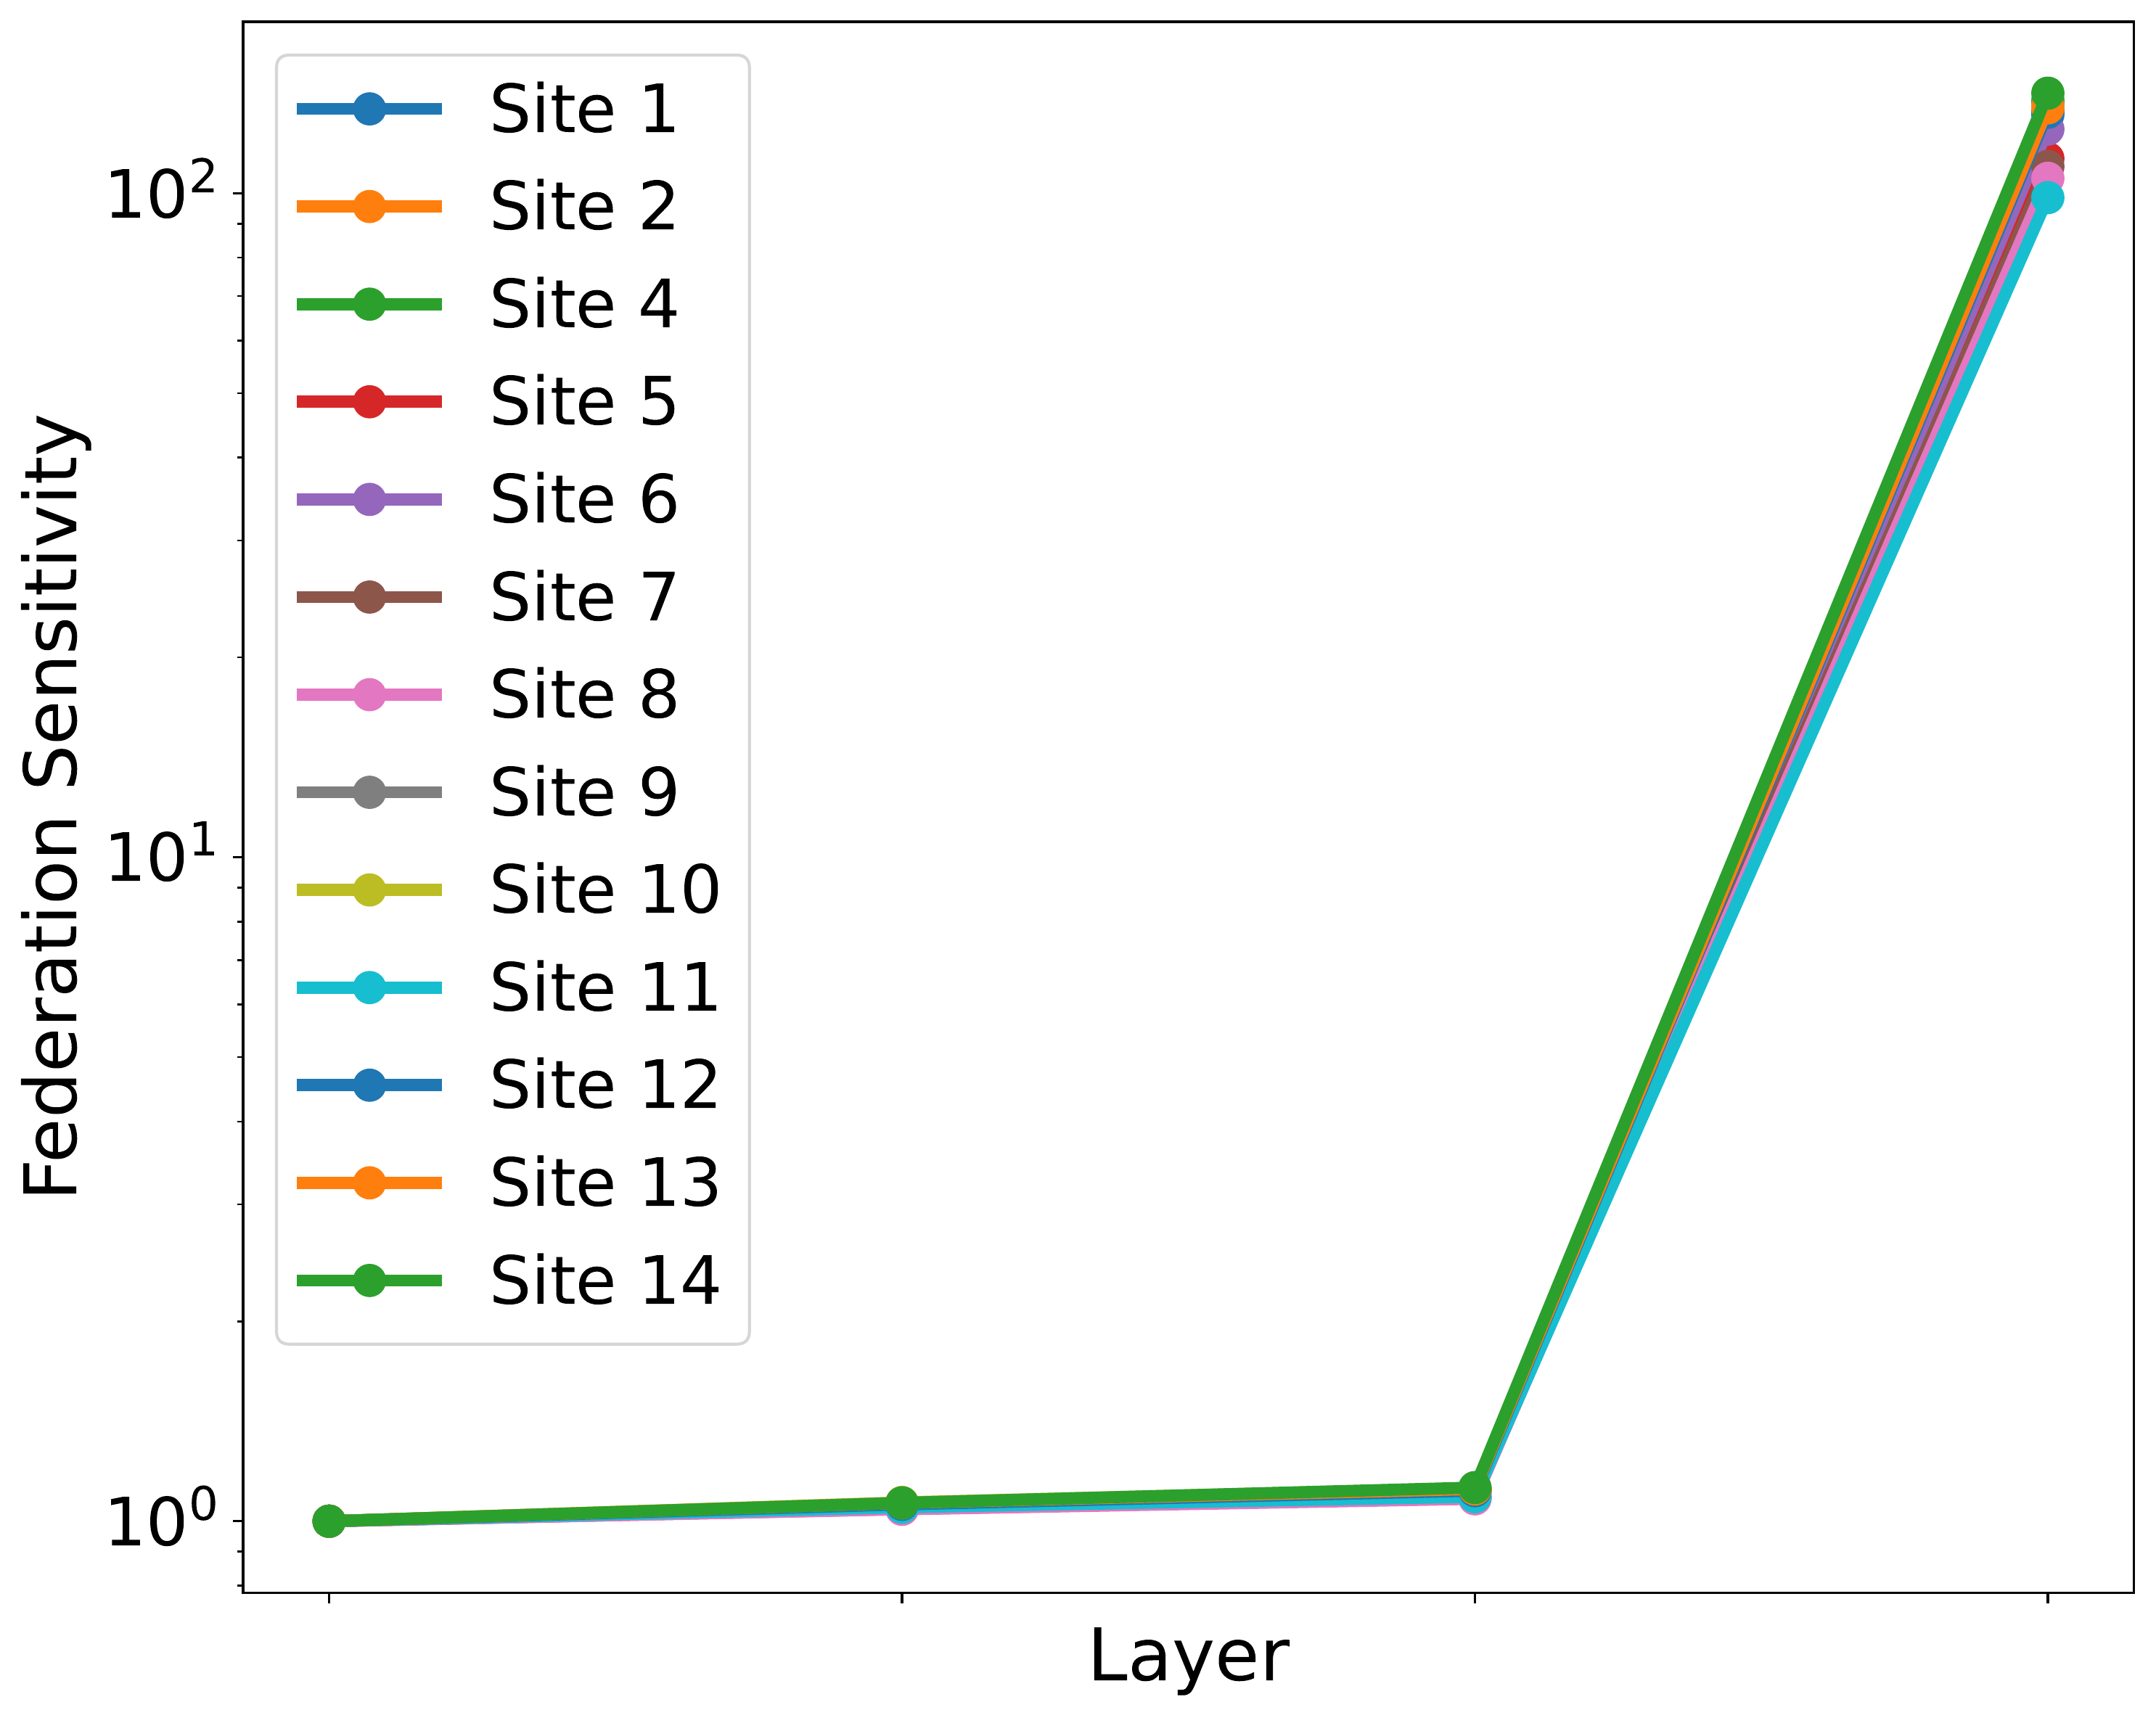 Federation Sensitivity
10²
10¹
10⁰
Site 1
Site 2
Site 4
Site 5
Site 6
Site 7
Site 8
Site 9
Site 10
Site 11
Site 12
Site 13
Site 14
Layer